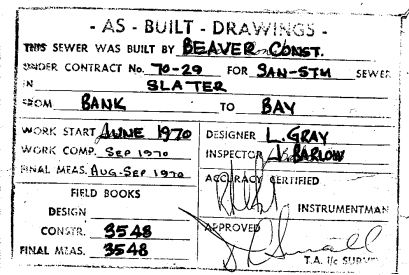 - AS - BUILT - DRAWINGS -
THIS SEWER WAS BUILT BY BEAVER CONST.
UNDER CONTRACT No. 70-29 FOR SAN-STM SEWER
IN SLATER
FROM BANK TO BAY
WORK START JUNE 1970
WORK COMP. SEP 1970
FINAL MEAS. AUG-SEP 1970
FIELD BOOKS
DESIGN
CONSTR. 3548
FINAL MEAS. 3548
DESIGNER L. GRAY
INSPECTOR J. BARLOW
ACCURACY CERTIFIED
INSTRUMENTMAN
APPROVED
T.A. i/c SURVEY